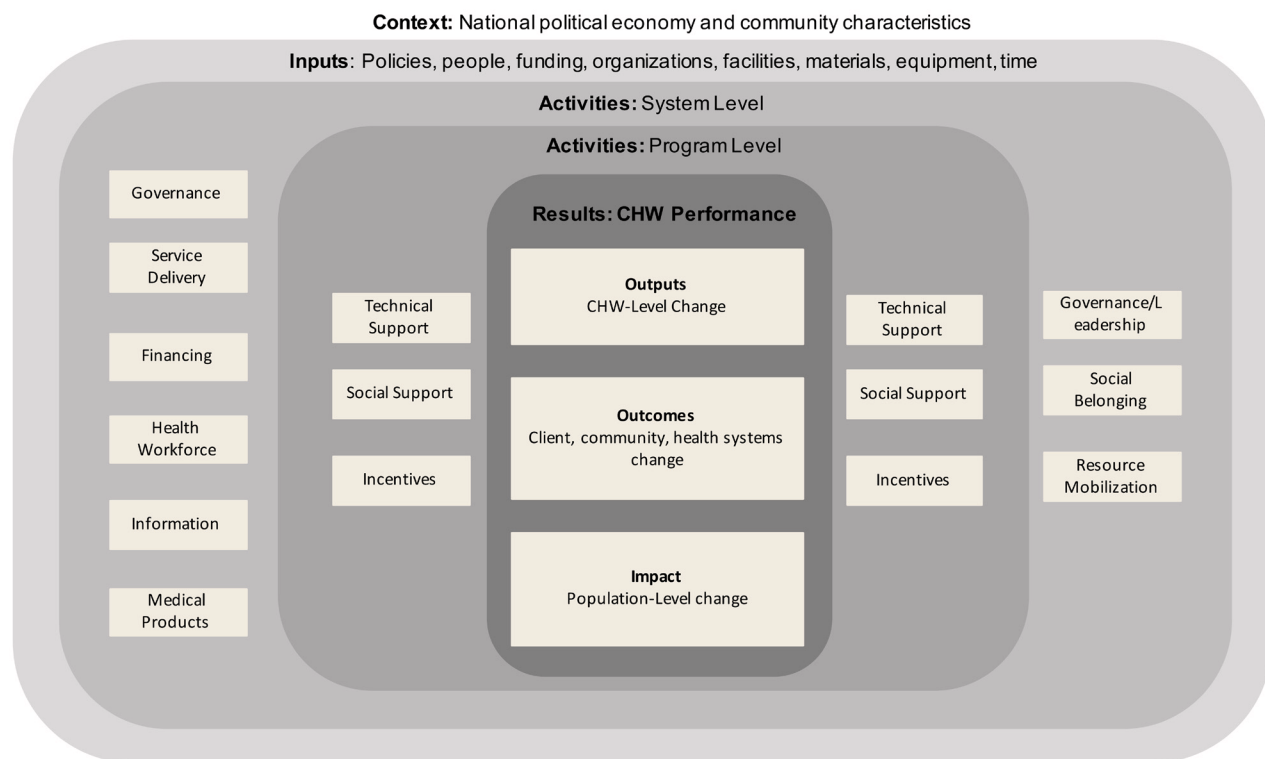 Context: National political economy and community characteristics
Inputs: Policies, people, funding, organizations, facilities, materials, equipment, time
Activities: System Level
Activities: Program Level
Results: CHW Performance
Governance
Service
Delivery
Financing
Health
Workforce
Information
Medical
Products
Technical
Support
Social Support
Incentives
Outputs
CHW-Level Change
Outcomes
Client, community, health systems
change
Impact
Population-Level change
Technical
Support
Social Support
Incentives
Governance/L
eadership
Social
Belonging
Resource
Mobilization